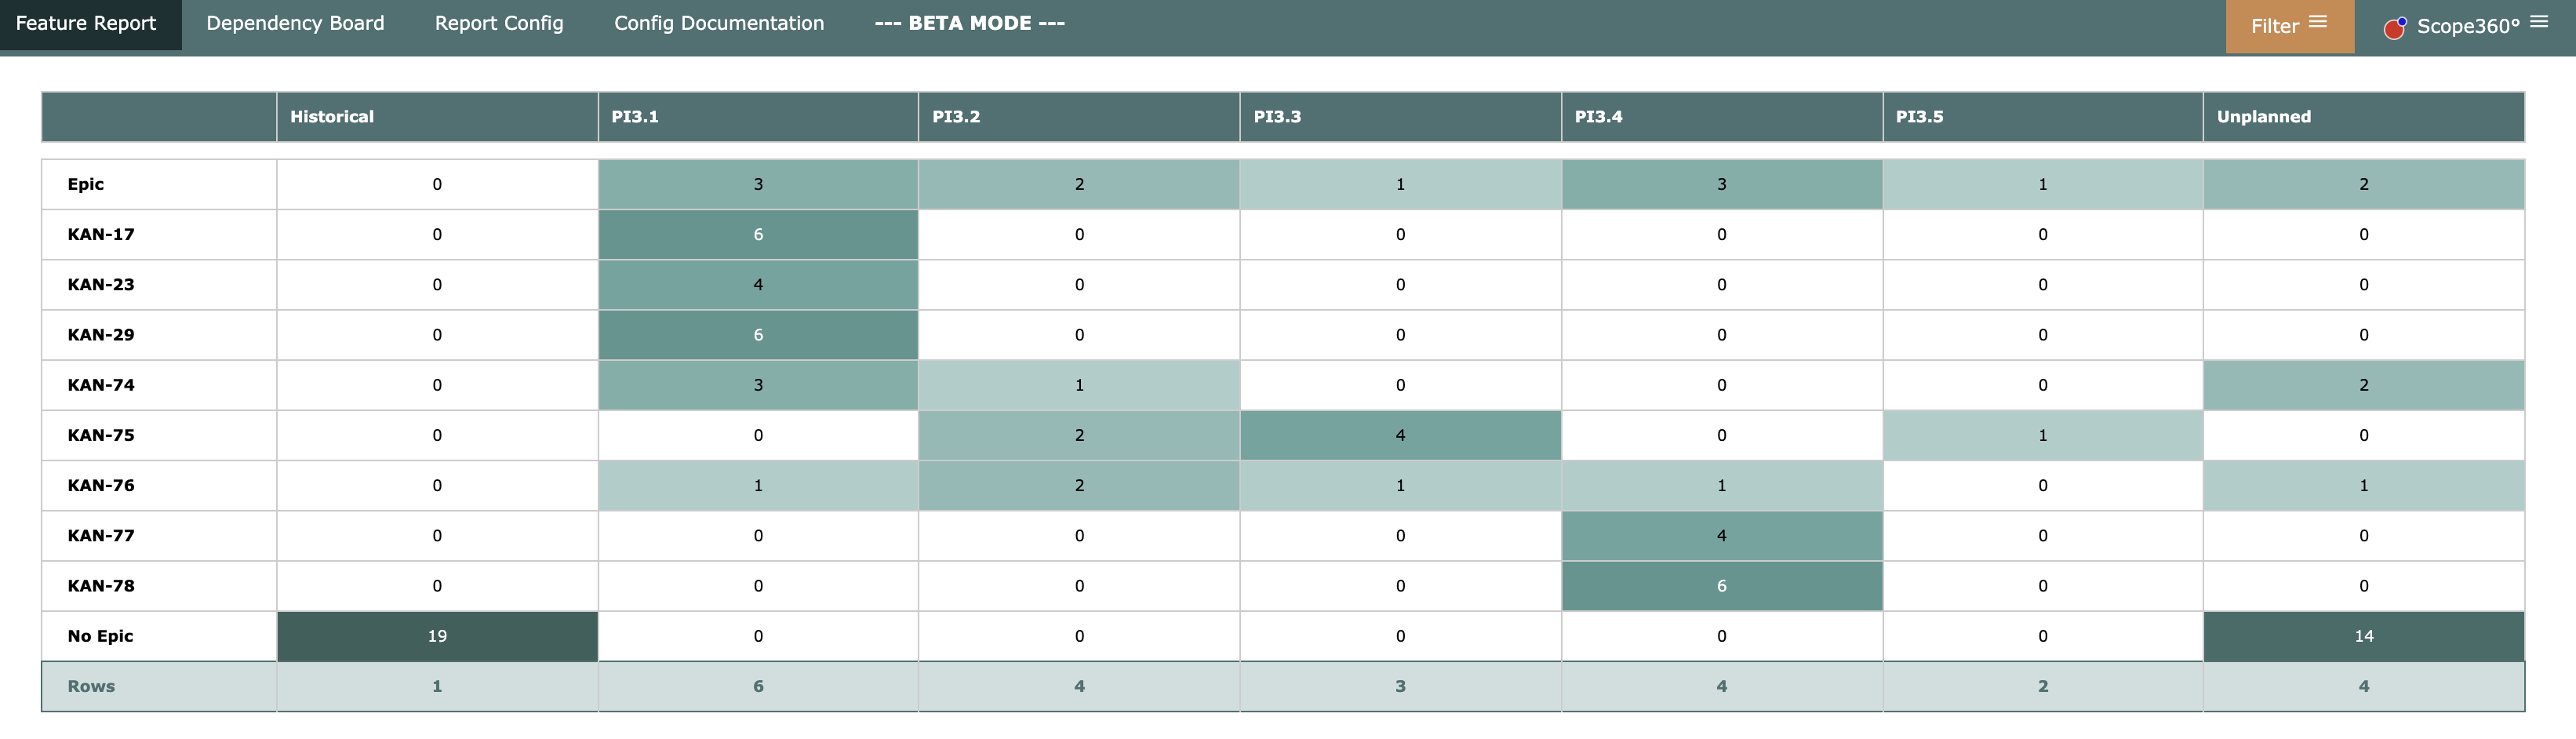 Feature Report Dependency Board Report Config Config Documentation --- BETA MODE --- Filter Scope360°
Historical PI3.1 PI3.2 PI3.3 PI3.4 PI3.5 Unplanned
Epic 0 3 2 1 3 1 2
KAN-17 0 6 0 0 0 0 0
KAN-23 0 4 0 0 0 0 0
KAN-29 0 6 0 0 0 0 0
KAN-74 0 3 1 0 0 0 2
KAN-75 0 0 2 4 0 1 0
KAN-76 0 1 2 1 1 0 1
KAN-77 0 0 0 0 4 0 0
KAN-78 0 0 0 0 6 0 0
No Epic 19 0 0 0 0 0 14
Rows 1 6 4 3 4 2 4